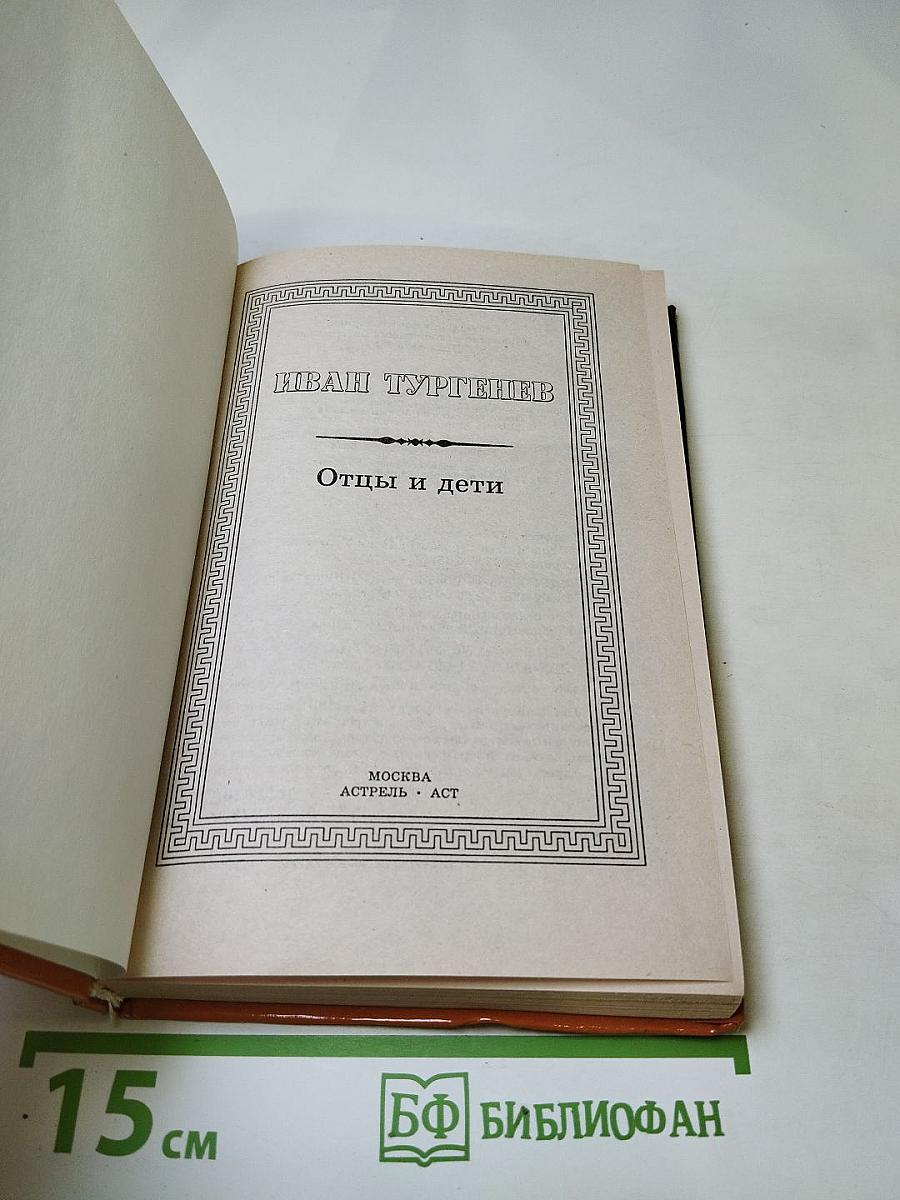 ИВАН ТУРГЕНЕВ
Отцы и дети
МОСКВА
АСТРЕЛЬ • АСТ
15 см
БФ БИБЛИОФАН